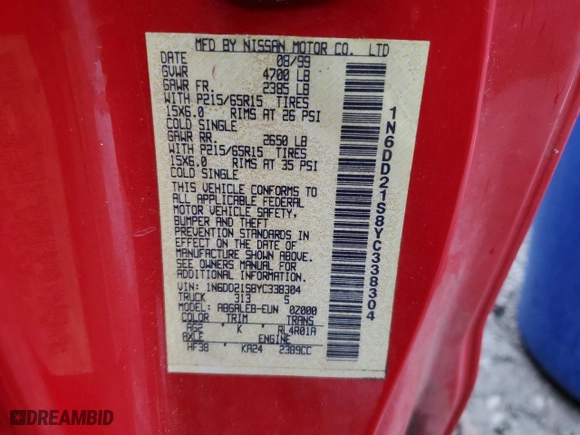 MFD BY NISSAN MOTOR CO. LTD
DATE 08/99
GVWR 4700 LB
GAWR FR. 2385 LB
WITH P215/65R15 TIRES
15X6.0 RIMS AT 26 PSI
COLD SINGLE
GAWR RR. 2650 LB
WITH P215/65R15 TIRES
15X6.0 RIMS AT 35 PSI
COLD SINGLE
THIS VEHICLE CONFORMS TO
ALL APPLICABLE FEDERAL
MOTOR VEHICLE SAFETY,
BUMPER AND THEFT
PREVENTION STANDARDS IN
EFFECT ON THE DATE OF
MANUFACTURE SHOWN ABOVE.
SEE OWNERS MANUAL FOR
ADDITIONAL INFORMATION.
VIN: 1N6DD21S8YC338304
TRUCK 313 S
MODEL: ABGALEB-EUN 0Z000
COLOR TRIM TRANS
K RL4R01A
AXLE ENGINE
HF38 KA24 2389CC
1N6DD21S8YC338304
DREAMBID